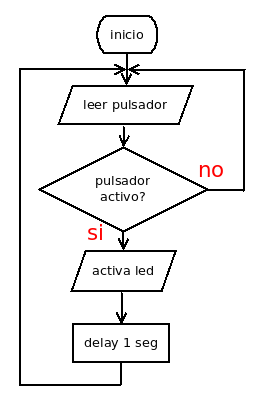 inicio
leer pulsador
pulsador
activo?
no
si
activa led
delay 1 seg